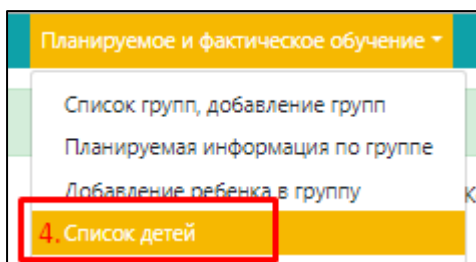 Планируемое и фактическое обучение
Список групп, добавление групп
Планируемая информация по группе
Добавление ребенка в группу
4. Список детей